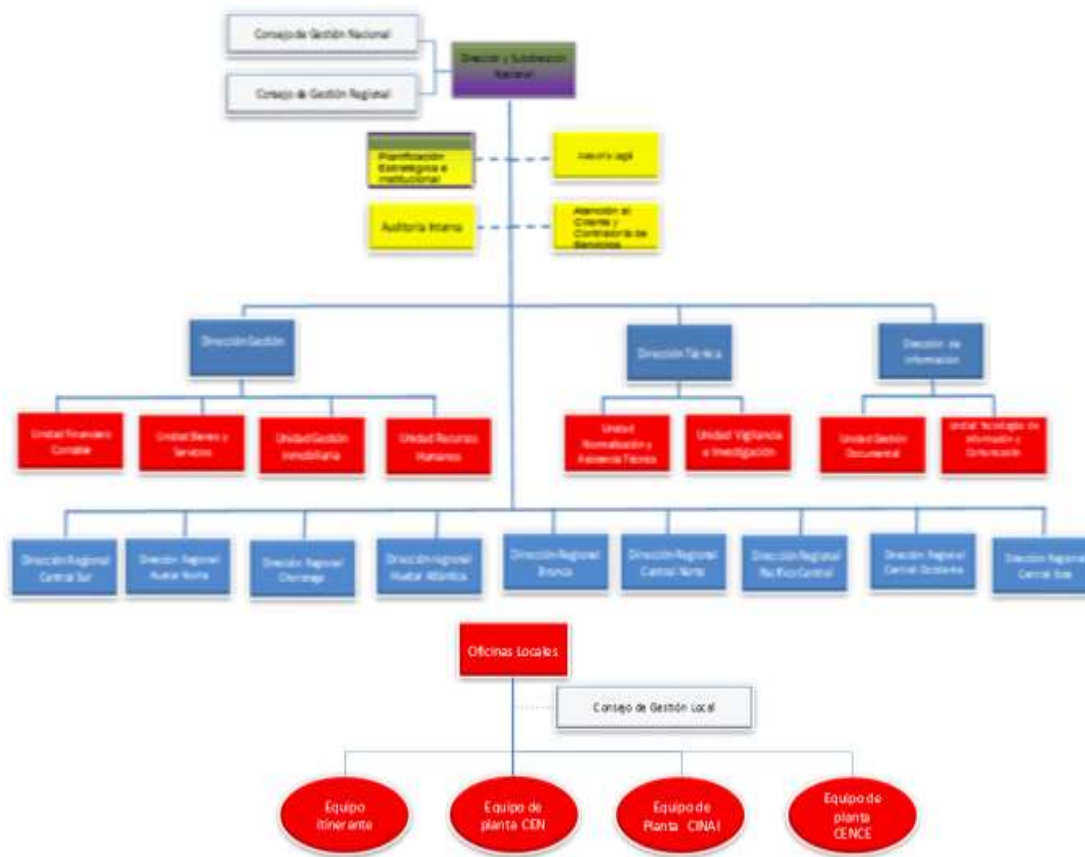 Consejo de Gestión Nacional
Dirección y Subdirección
Nacional
Consejo de Gestión Regional
Planificación
Estratégica e
institucional
Asesoría Legal
Auditoría Interna
Atención al
Cliente y
Contraloría de
Servicios
Dirección Gestión
Dirección Técnica
Dirección de
Información
Unidad Financiero
Contable
Unidad Bienes y
Servicios
Unidad Gestión
Inmobiliaria
Unidad Recursos
Humanos
Unidad
Normalización y
Asistencia Técnica
Unidad Vigilancia
e Investigación
Unidad Gestión
Documental
Unidad Tecnologías de
Información y
Comunicación
Dirección Regional
Central Sur
Dirección Regional
Huetar Norte
Dirección Regional
Chorotega
Dirección regional
Huetar Atlántica
Dirección Regional
Brunca
Dirección Regional
Central Norte
Dirección Regional
Pacífico Central
Dirección Regional
Central Occidente
Dirección Regional
Central Este
Oficinas Locales
Consejo de Gestión Local
Equipo
itinerante
Equipo de
planta CEN
Equipo de
Planta CINAI
Equipo de
planta
CENCE